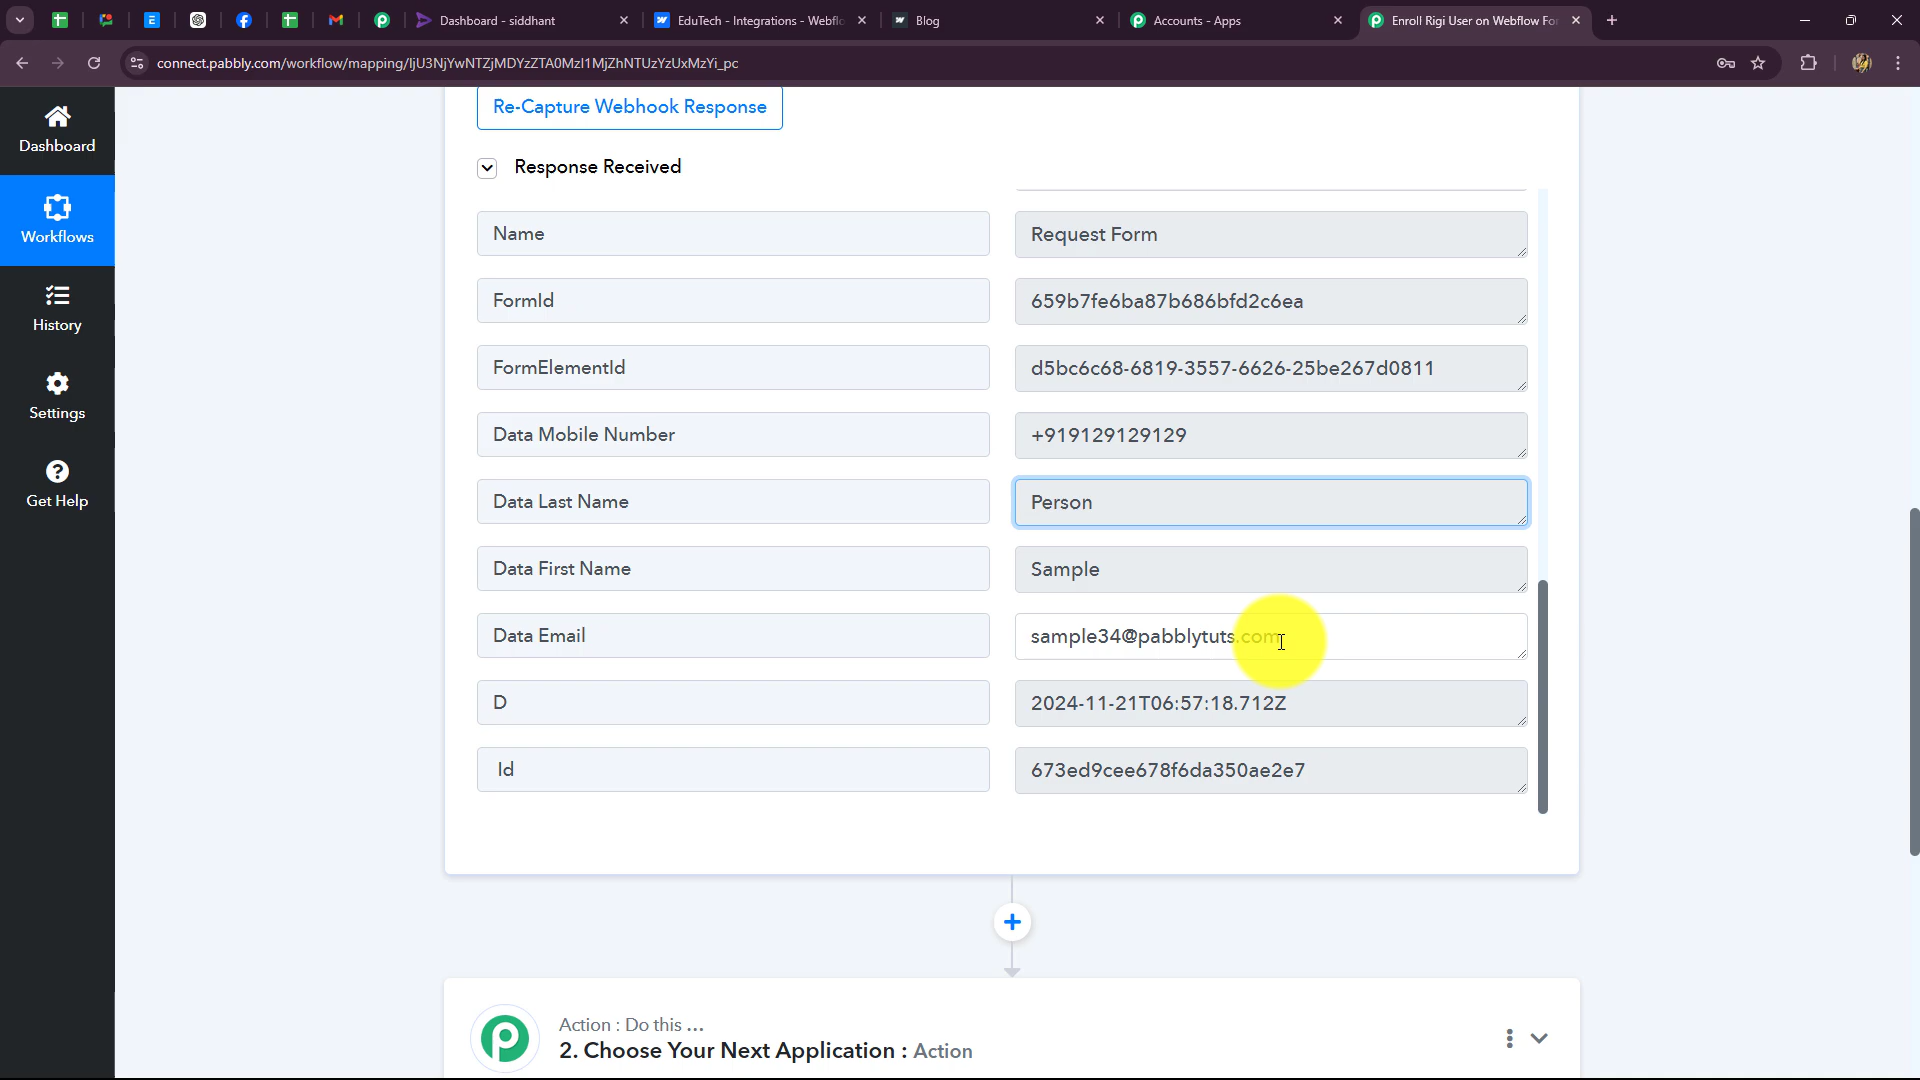 Dashboard - siddhant
EduTech - Integrations - Webflo
Blog
Accounts - Apps
Enroll Rigi User on Webflow For
connect.pabbly.com/workflow/mapping/IjU3NjYwNTZjMDYzZTA0MzI1MjZhNTUzYzUxMzYi_pc
Dashboard
Workflows
History
Settings
Get Help
Re-Capture Webhook Response
Response Received
Name
Request Form
FormId
659b7fe6ba87b686bfd2c6ea
FormElementId
d5bc6c68-6819-3557-6626-25be267d0811
Data Mobile Number
+919129129129
Data Last Name
Person
Data First Name
Sample
Data Email
sample34@pabblytuts.com
D
2024-11-21T06:57:18.712Z
Id
673ed9cee678f6da350ae2e7
Action : Do this ...
2. Choose Your Next Application : Action